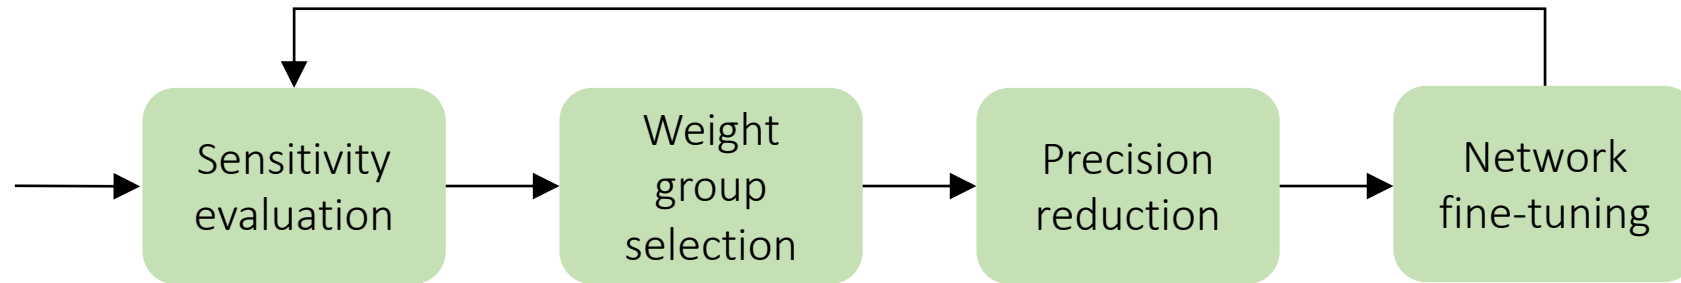 Sensitivity
evaluation
Weight
group
selection
Precision
reduction
Network
fine-tuning